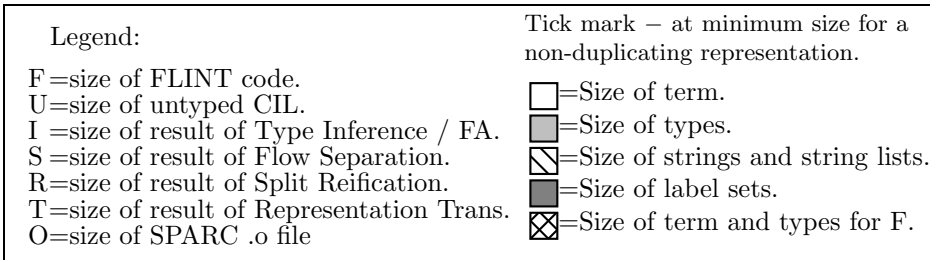 Legend:
F=size of FLINT code.
U=size of untyped CIL.
I =size of result of Type Inference / FA.
S =size of result of Flow Separation.
R=size of result of Split Reification.
T=size of result of Representation Trans.
O=size of SPARC .o file
Tick mark − at minimum size for a
non-duplicating representation.
=Size of term.
=Size of types.
=Size of strings and string lists.
=Size of label sets.
=Size of term and types for F.